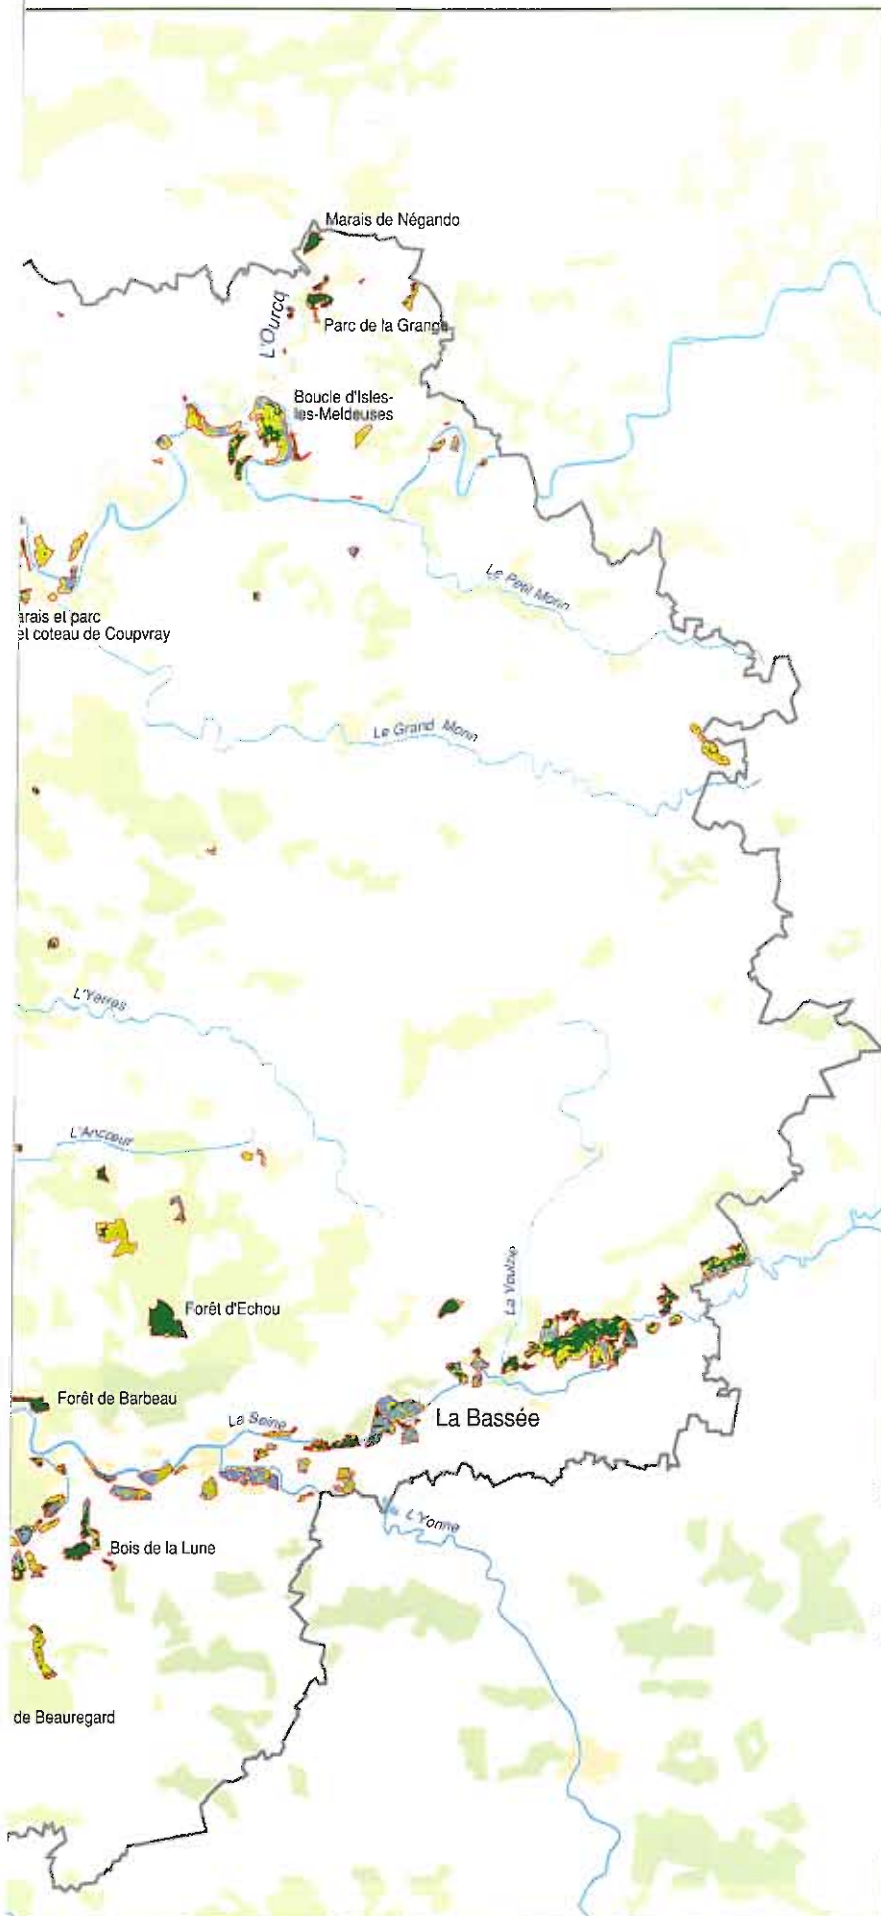 Marais de Négando
L'Ourcq
Parc de la Grange
Boucle d'Isles-
les-Meldeuses
Le Petit Morin
arais et parc
et coteau de Coupvray
Le Grand Morin
L'Yerres
L'Ancoeur
La Voulzie
Forêt d'Echou
Forêt de Barbeau
La Seine
La Bassée
L'Yonne
Bois de la Lune
de Beauregard